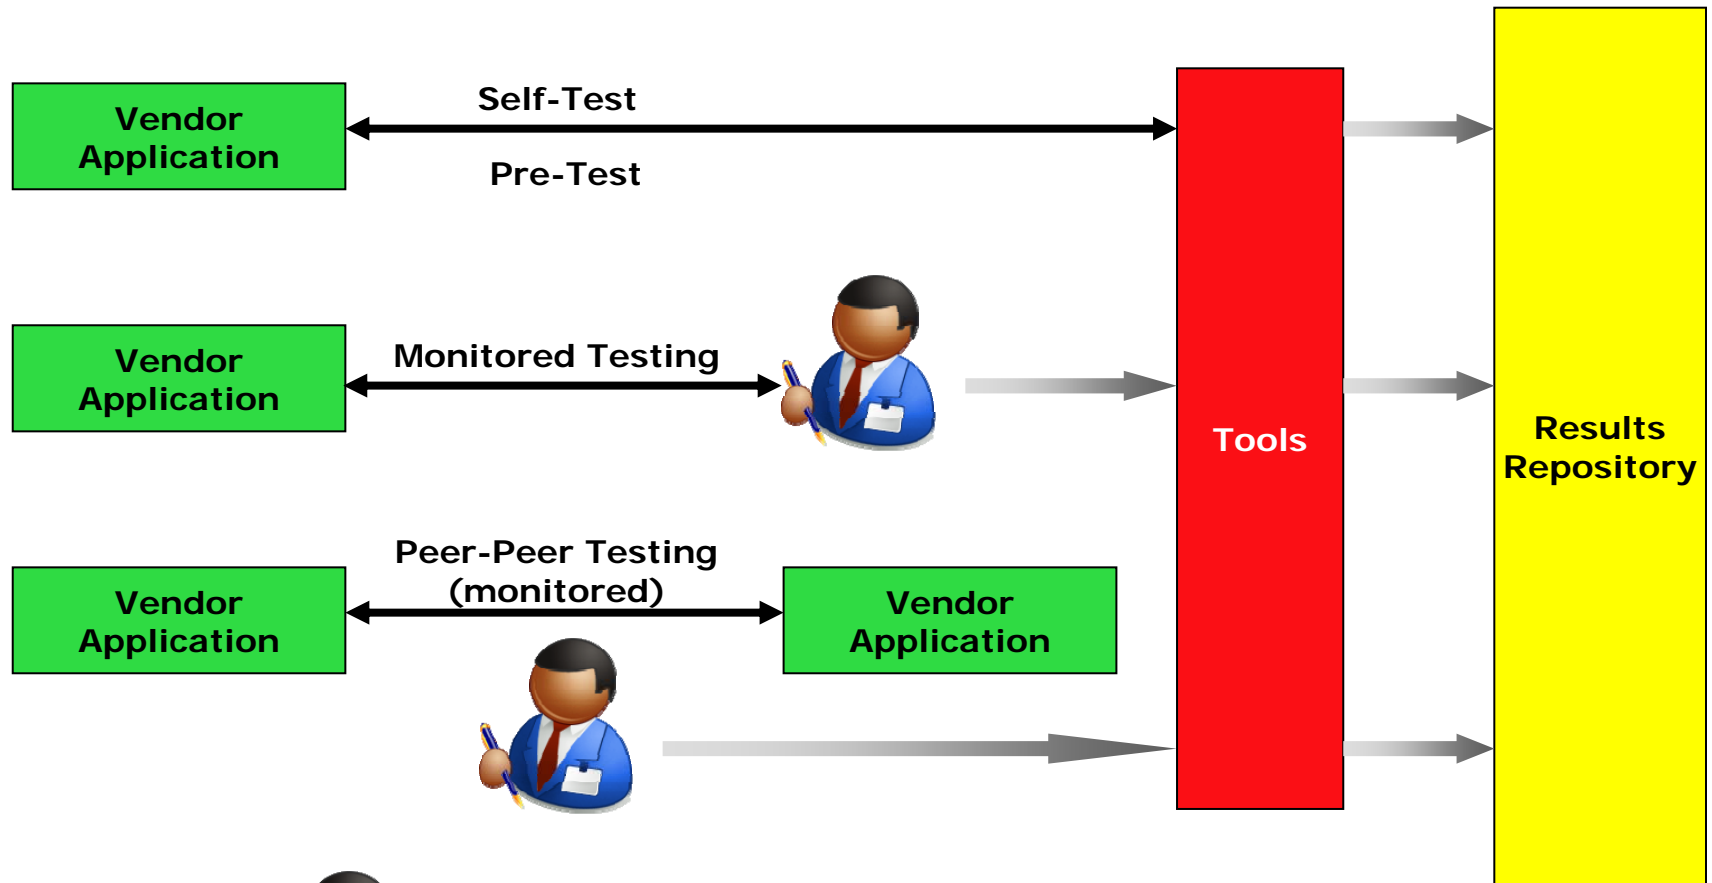 Vendor
Application
Self-Test
Pre-Test
Vendor
Application
Monitored Testing
Tools
Results
Repository
Vendor
Application
Peer-Peer Testing
(monitored)
Vendor
Application